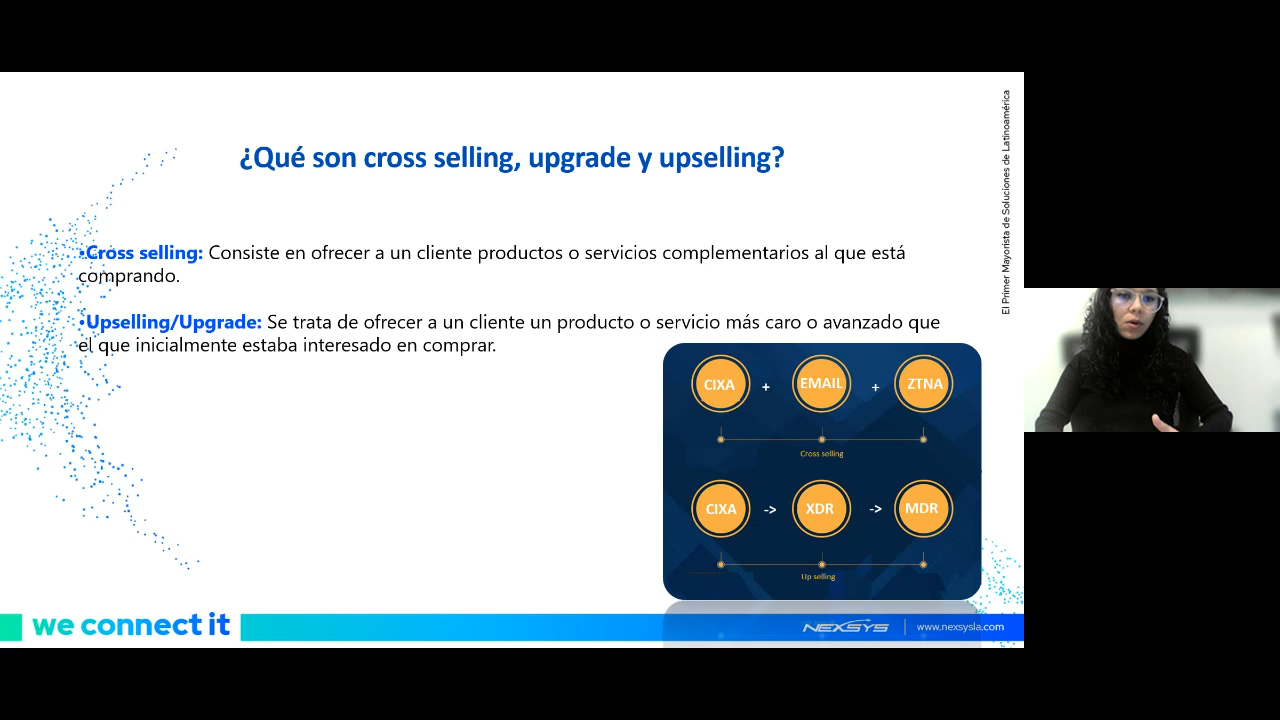 ¿Qué son cross selling, upgrade y upselling?
•Cross selling: Consiste en ofrecer a un cliente productos o servicios complementarios al que está
comprando.
•Upselling/Upgrade: Se trata de ofrecer a un cliente un producto o servicio más caro o avanzado que
el que inicialmente estaba interesado en comprar.
CIXA + EMAIL + ZTNA
Cross selling
CIXA -> XDR -> MDR
Up selling
El Primer Mayorista de Soluciones de Latinoamérica
we connect it
NEXSYS | www.nexsysla.com